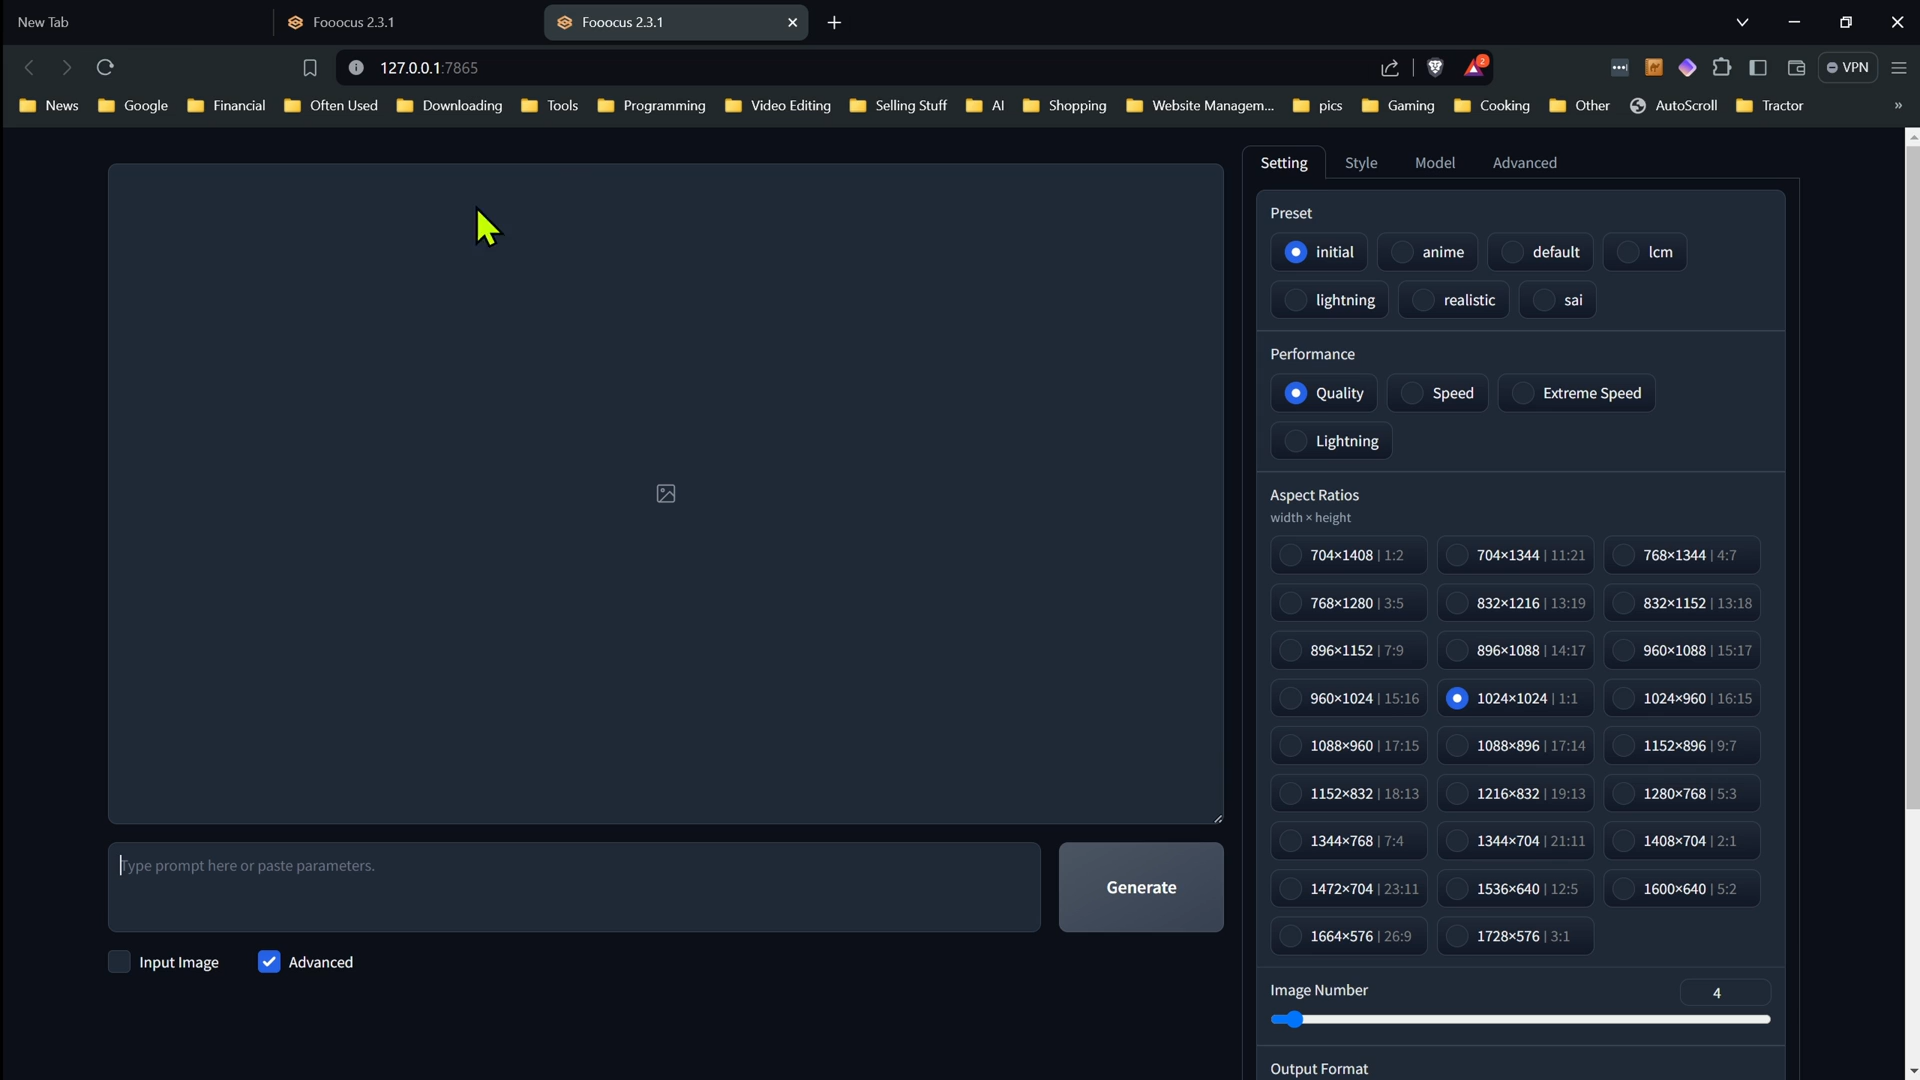 New Tab
Fooocus 2.3.1
Fooocus 2.3.1
127.0.0.1:7865
2
VPN
News
Google
Financial
Often Used
Downloading
Tools
Programming
Video Editing
Selling Stuff
AI
Shopping
Website Managem...
pics
Gaming
Cooking
Other
AutoScroll
Tractor
»
Setting
Style
Model
Advanced
Preset
initial
anime
default
lcm
lightning
realistic
sai
Performance
Quality
Speed
Extreme Speed
Lightning
Aspect Ratios
width × height
704×1408 | 1:2
704×1344 | 11:21
768×1344 | 4:7
768×1280 | 3:5
832×1216 | 13:19
832×1152 | 13:18
896×1152 | 7:9
896×1088 | 14:17
960×1088 | 15:17
960×1024 | 15:16
1024×1024 | 1:1
1024×960 | 16:15
1088×960 | 17:15
1088×896 | 17:14
1152×896 | 9:7
1152×832 | 18:13
1216×832 | 19:13
1280×768 | 5:3
1344×768 | 7:4
1344×704 | 21:11
1408×704 | 2:1
1472×704 | 23:11
1536×640 | 12:5
1600×640 | 5:2
1664×576 | 26:9
1728×576 | 3:1
Type prompt here or paste parameters.
Generate
Input Image
Advanced
Image Number
4
Output Format